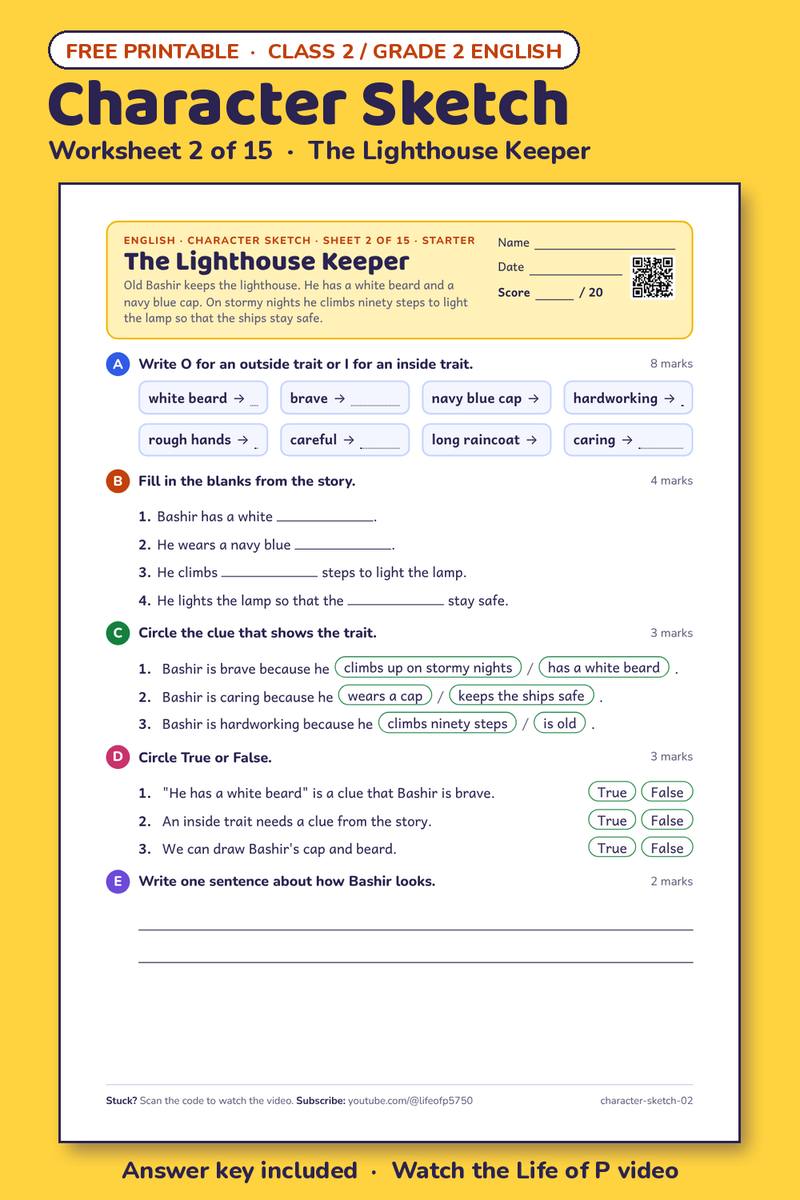 FREE PRINTABLE · CLASS 2 / GRADE 2 ENGLISH
Character Sketch
Worksheet 2 of 15 · The Lighthouse Keeper
ENGLISH · CHARACTER SKETCH · SHEET 2 OF 15 · STARTER
The Lighthouse Keeper
Old Bashir keeps the lighthouse. He has a white beard and a
navy blue cap. On stormy nights he climbs ninety steps to light
the lamp so that the ships stay safe.
Name ____________
Date ____________
Score ______ / 20
A Write O for an outside trait or I for an inside trait. 8 marks
white beard → __ brave → ______ navy blue cap → hardworking → .
rough hands → . careful → ______ long raincoat → caring → ______
B Fill in the blanks from the story. 4 marks
1. Bashir has a white ____________.
2. He wears a navy blue ____________.
3. He climbs ____________ steps to light the lamp.
4. He lights the lamp so that the ____________ stay safe.
C Circle the clue that shows the trait. 3 marks
1. Bashir is brave because he climbs up on stormy nights / has a white beard .
2. Bashir is caring because he wears a cap / keeps the ships safe .
3. Bashir is hardworking because he climbs ninety steps / is old .
D Circle True or False. 3 marks
1. "He has a white beard" is a clue that Bashir is brave. True False
2. An inside trait needs a clue from the story. True False
3. We can draw Bashir's cap and beard. True False
E Write one sentence about how Bashir looks. 2 marks
Stuck? Scan the code to watch the video. Subscribe: youtube.com/@lifeofp5750 character-sketch-02
Answer key included · Watch the Life of P video